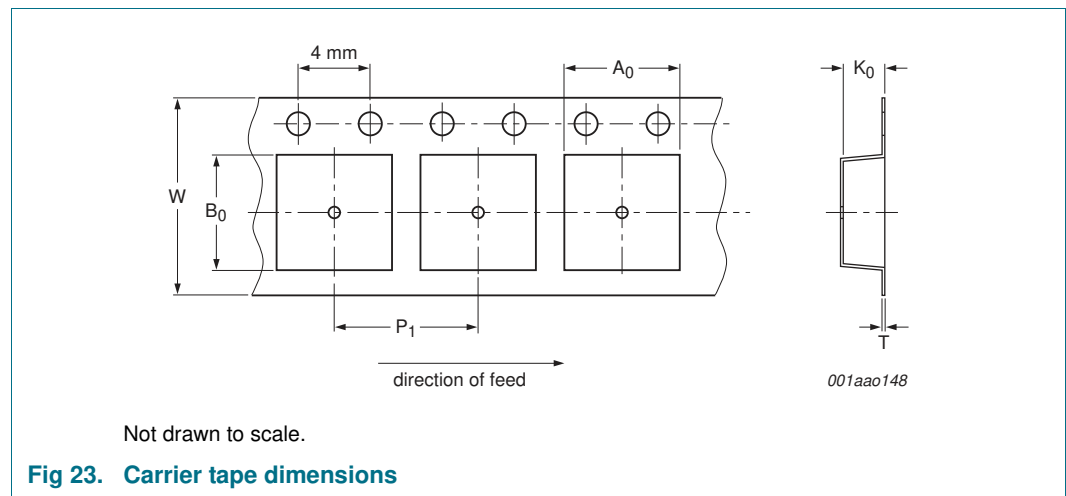 4 mm
A0
K0
W
B0
P1
T
direction of feed
001aao148
Not drawn to scale.
Fig 23. Carrier tape dimensions